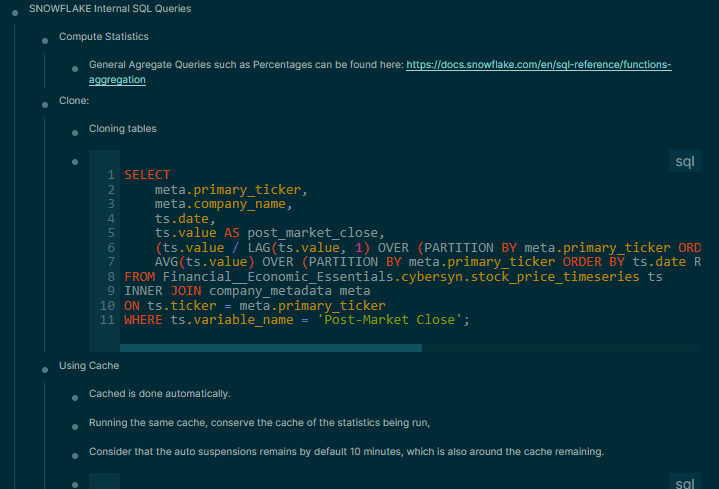 SNOWFLAKE Internal SQL Queries
Compute Statistics
General Agregate Queries such as Percentages can be found here: https://docs.snowflake.com/en/sql-reference/functions-
aggregation
Clone:
Cloning tables
sql
1 SELECT
2 meta.primary_ticker,
3 meta.company_name,
4 ts.date,
5 ts.value AS post_market_close,
6 (ts.value / LAG(ts.value, 1) OVER (PARTITION BY meta.primary_ticker ORD
7 AVG(ts.value) OVER (PARTITION BY meta.primary_ticker ORDER BY ts.date R
8 FROM Financial__Economic_Essentials.cybersyn.stock_price_timeseries ts
9 INNER JOIN company_metadata meta
10 ON ts.ticker = meta.primary_ticker
11 WHERE ts.variable_name = 'Post-Market Close';
Using Cache
Cached is done automatically.
Running the same cache, conserve the cache of the statistics being run,
Consider that the auto suspensions remains by default 10 minutes, which is also around the cache remaining.
sql